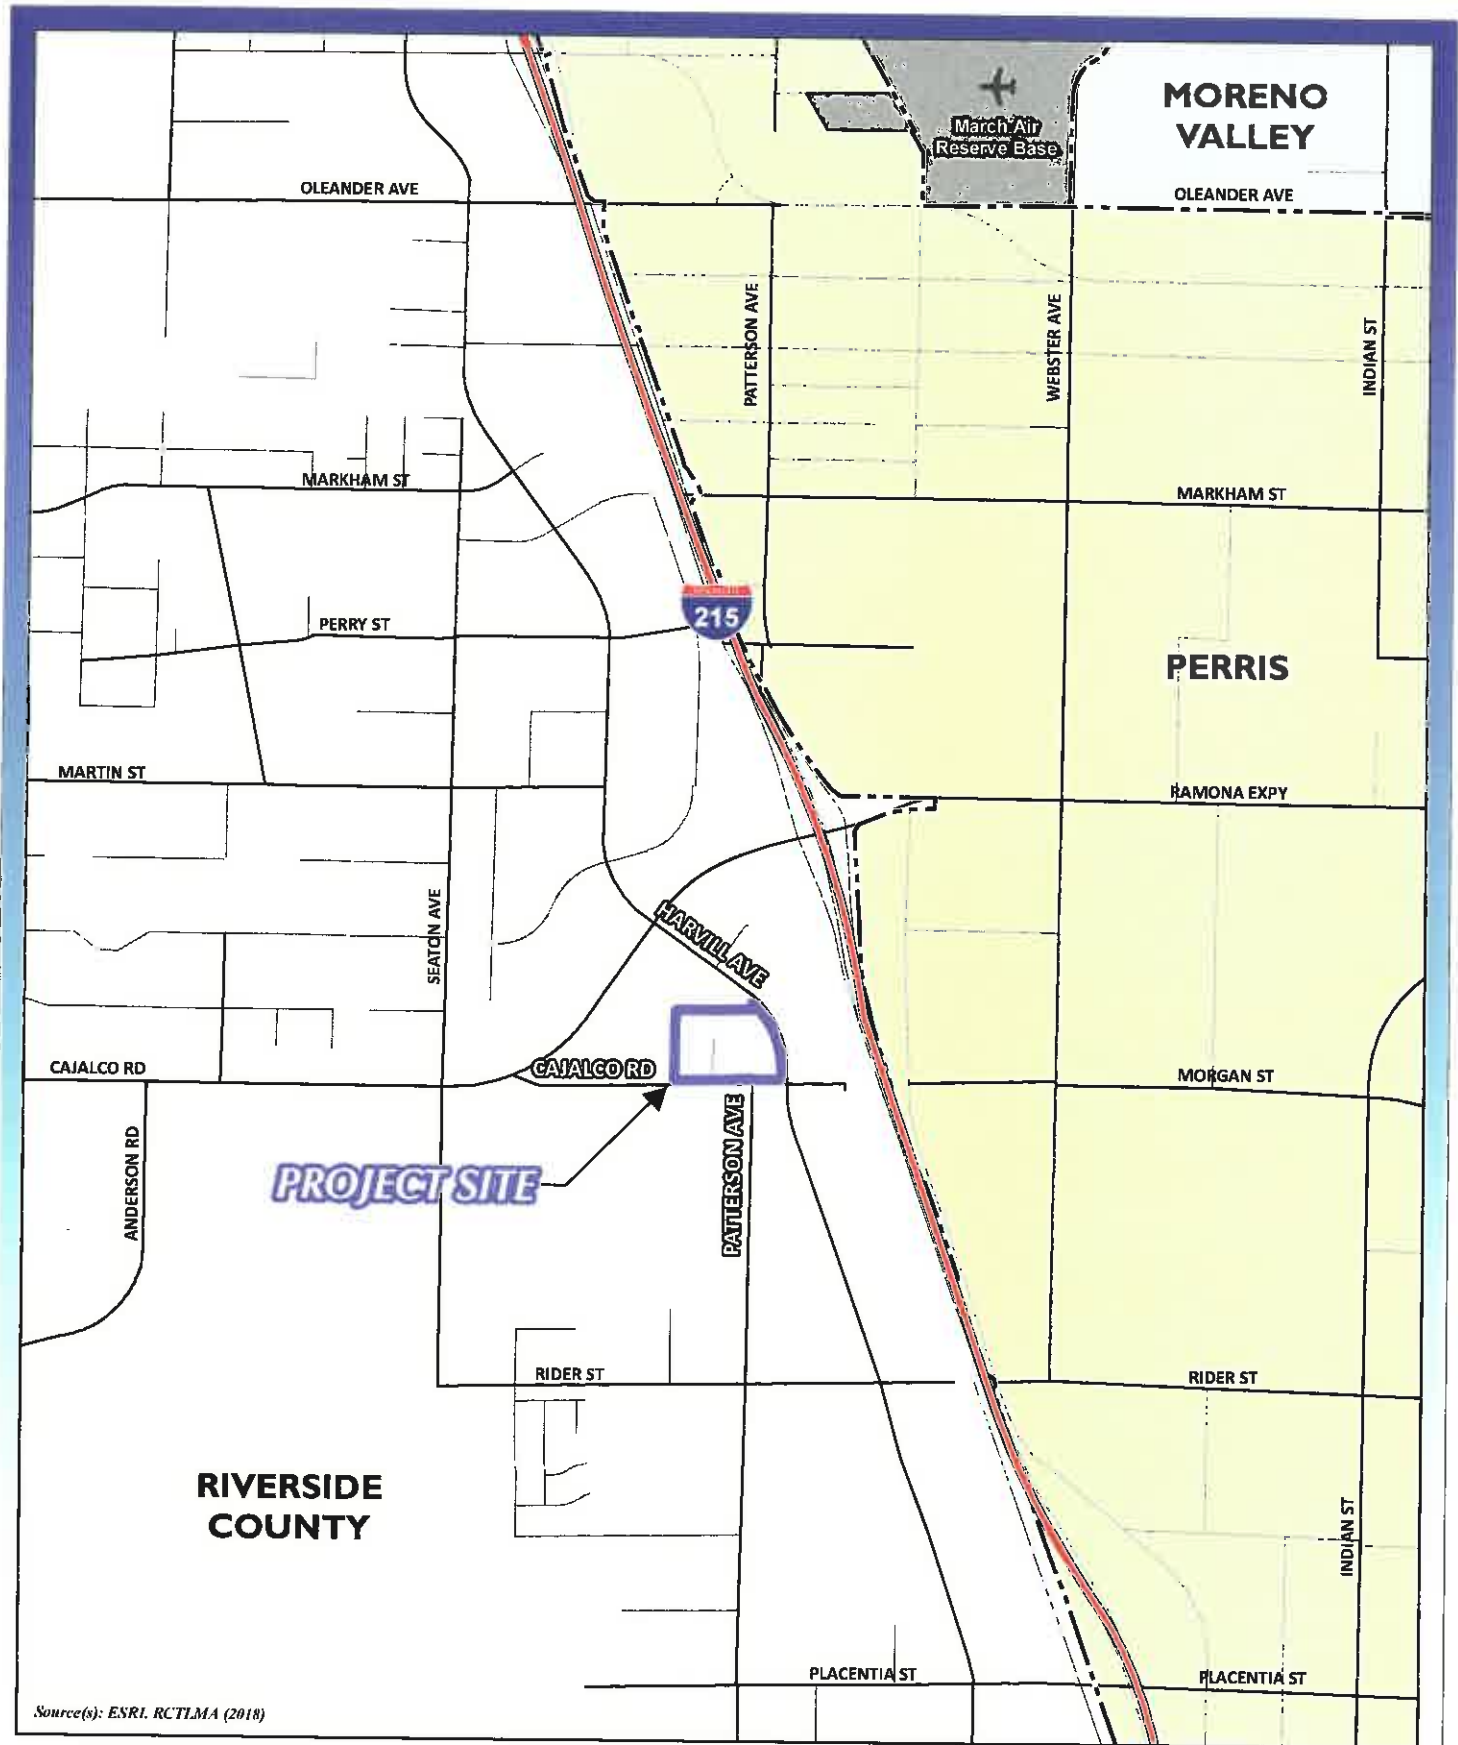 MORENO
VALLEY
March Air
Reserve Base
OLEANDER AVE
OLEANDER AVE
PATTERSON AVE
WEBSTER AVE
INDIAN ST
MARKHAM ST
MARKHAM ST
215
PERRY ST
PERRIS
MARTIN ST
RAMONA EXPY
SEATON AVE
HARVILL AVE
CAJALCO RD
CAJALCO RD
MORGAN ST
ANDERSON RD
PROJECT SITE
PATTERSON AVE
RIDER ST
RIDER ST
RIVERSIDE
COUNTY
INDIAN ST
PLACENTIA ST
PLACENTIA ST
Source(s): ESRI, RCTLMA (2018)